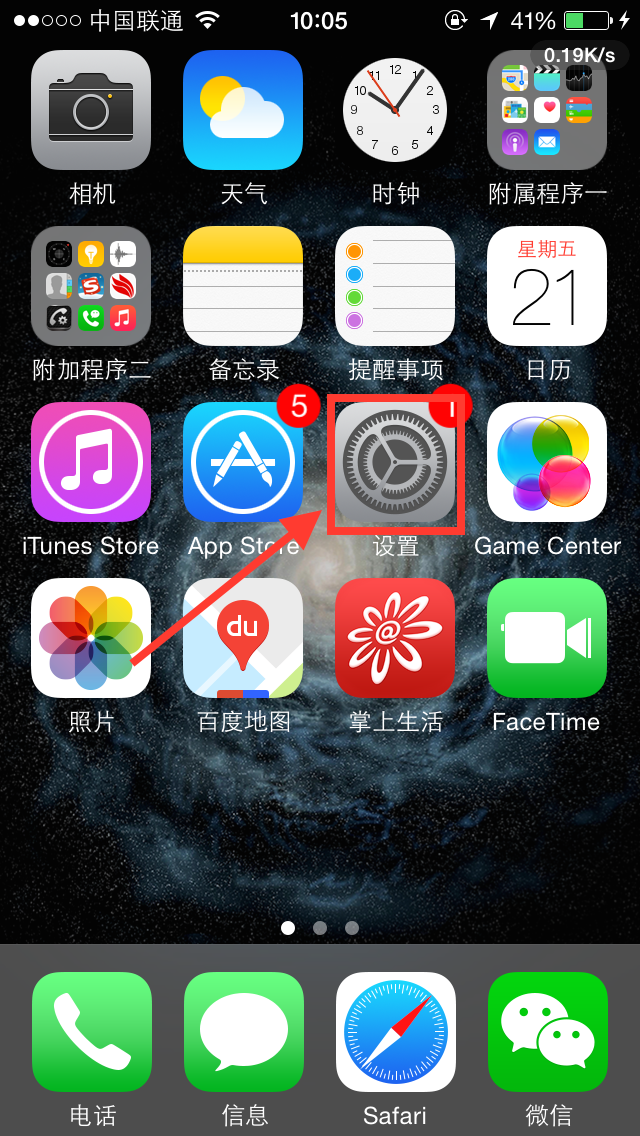 中国联通 10:05 41%
0.19K/s
12
11 1
10 2
9 3
8 4
7 5
6
相机 天气 时钟 附属程序一
星期五
21
附加程序二 备忘录 提醒事项 日历
5 1
iTunes Store App Store 设置 Game Center
du
@
照片 百度地图 掌上生活 FaceTime
电话 信息 Safari 微信